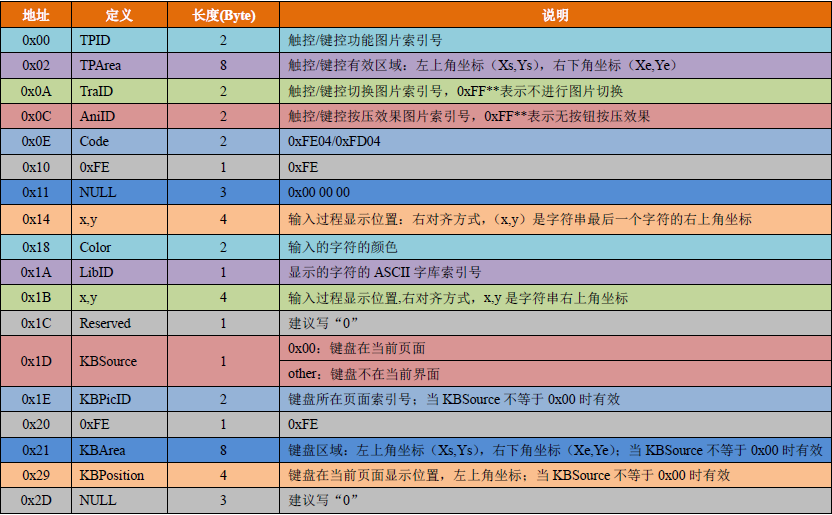 地址 定义 长度(Byte) 说明
0x00 TPID 2 触控/键控功能图片索引号
0x02 TPArea 8 触控/键控有效区域：左上角坐标（Xs,Ys），右下角坐标（Xe,Ye）
0x0A TraID 2 触控/键控切换图片索引号，0xFF**表示不进行图片切换
0x0C AniID 2 触控/键控按压效果图片索引号，0xFF**表示无按钮按压效果
0x0E Code 2 0xFE04/0xFD04
0x10 0xFE 1 0xFE
0x11 NULL 3 0x00 00 00
0x14 x,y 4 输入过程显示位置：右对齐方式，（x,y）是字符串最后一个字符的右上角坐标
0x18 Color 2 输入的字符的颜色
0x1A LibID 1 显示的字符的 ASCII 字库索引号
0x1B x,y 4 输入过程显示位置,右对齐方式，x,y 是字符串右上角坐标
0x1C Reserved 1 建议写“0”
0x1D KBSource 1 0x00：键盘在当前页面
other：键盘不在当前界面
0x1E KBPicID 2 键盘所在页面索引号；当 KBSource 不等于 0x00 时有效
0x20 0xFE 1 0xFE
0x21 KBArea 8 键盘区域：左上角坐标（Xs,Ys），右下角坐标（Xe,Ye）；当 KBSource 不等于 0x00 时有效
0x29 KBPosition 4 键盘在当前页面显示位置，左上角坐标；当 KBSource 不等于 0x00 时有效
0x2D NULL 3 建议写“0”